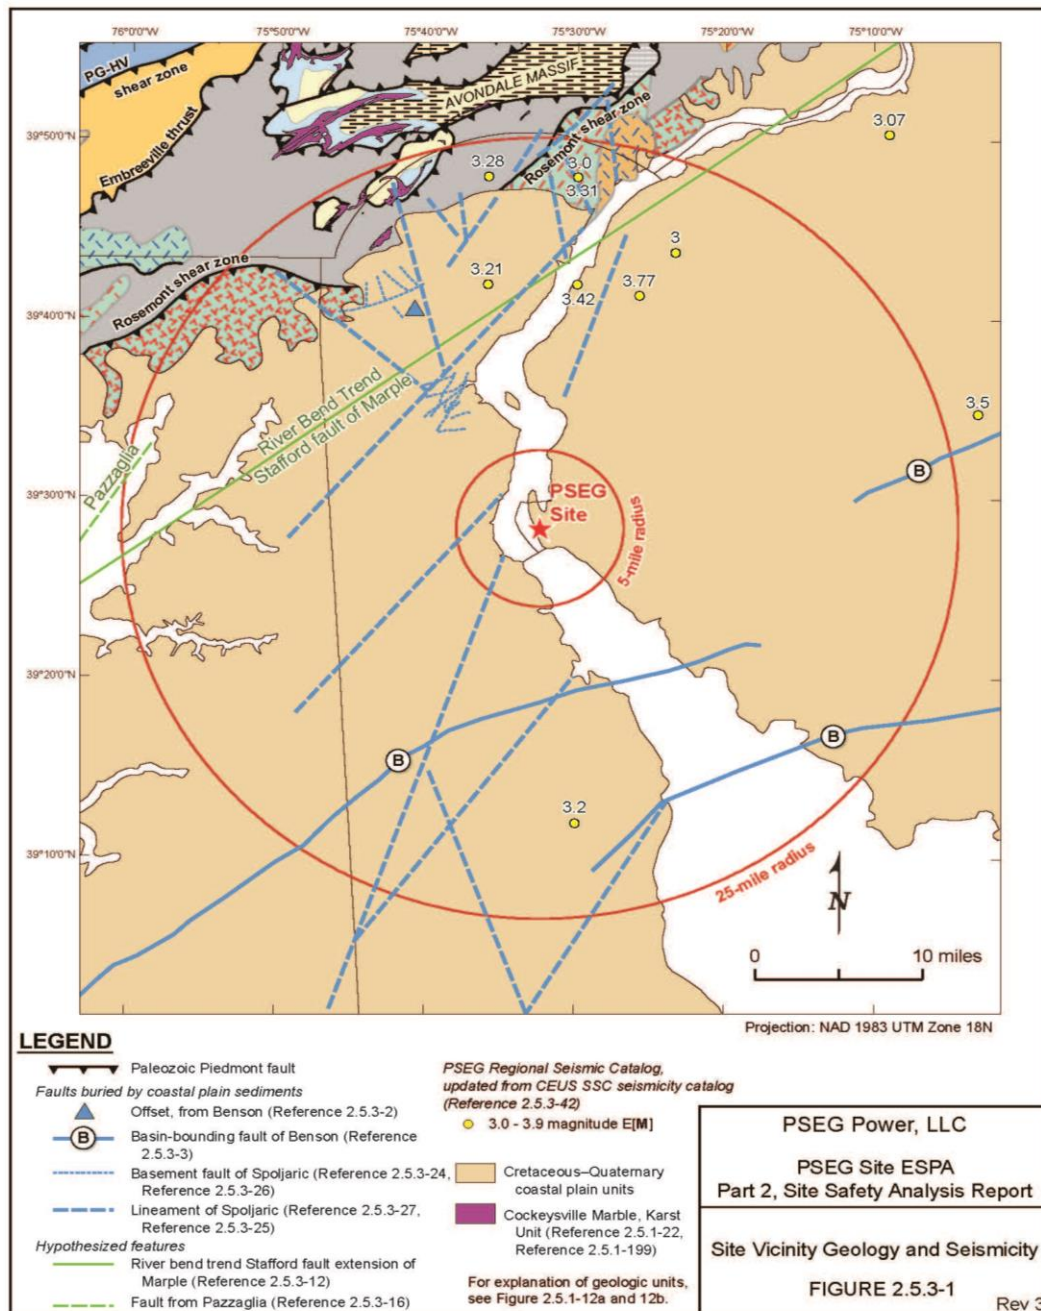 76°0'0"W 75°50'0"W 75°40'0"W 75°30'0"W 75°20'0"W 75°10'0"W
PG-HV
shear zone
Embreeville thrust
AVONDALE MASSIF
Rosemont shear zone
39°50'0"N
3.07
3.28
3.0
3.31
3
Rosemont shear zone
3.21
3.42
3.77
39°40'0"N
River Bend Trend
Stafford fault of Marple
3.5
Pazzaglia
B
39°30'0"N
PSEG
Site
5-mile radius
39°20'0"N
B
B
3.2
39°10'0"N
25-mile radius
N
0 10 miles
Projection: NAD 1983 UTM Zone 18N
LEGEND
Paleozoic Piedmont fault
Faults buried by coastal plain sediments
Offset, from Benson (Reference 2.5.3-2)
B
Basin-bounding fault of Benson (Reference
2.5.3-3)
Basement fault of Spoljaric (Reference 2.5.3-24,
Reference 2.5.3-26)
Lineament of Spoljaric (Reference 2.5.3-27,
Reference 2.5.3-25)
Hypothesized features
River bend trend Stafford fault extension of
Marple (Reference 2.5.3-12)
Fault from Pazzaglia (Reference 2.5.3-16)
PSEG Regional Seismic Catalog,
updated from CEUS SSC seismicity catalog
(Reference 2.5.3-42)
3.0 - 3.9 magnitude E[M]
Cretaceous–Quaternary
coastal plain units
Cockeysville Marble, Karst
Unit (Reference 2.5.1-22,
Reference 2.5.1-199)
For explanation of geologic units,
see Figure 2.5.1-12a and 12b.
PSEG Power, LLC
PSEG Site ESPA
Part 2, Site Safety Analysis Report
Site Vicinity Geology and Seismicity
FIGURE 2.5.3-1
Rev 3